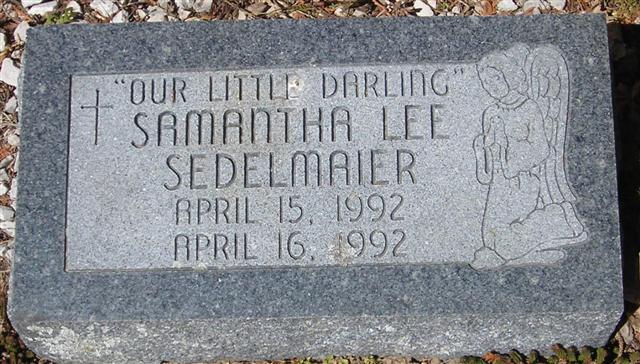 "OUR LITTLE DARLING"
SAMANTHA LEE
SEDELMAIER
APRIL 15, 1992
APRIL 16, 1992